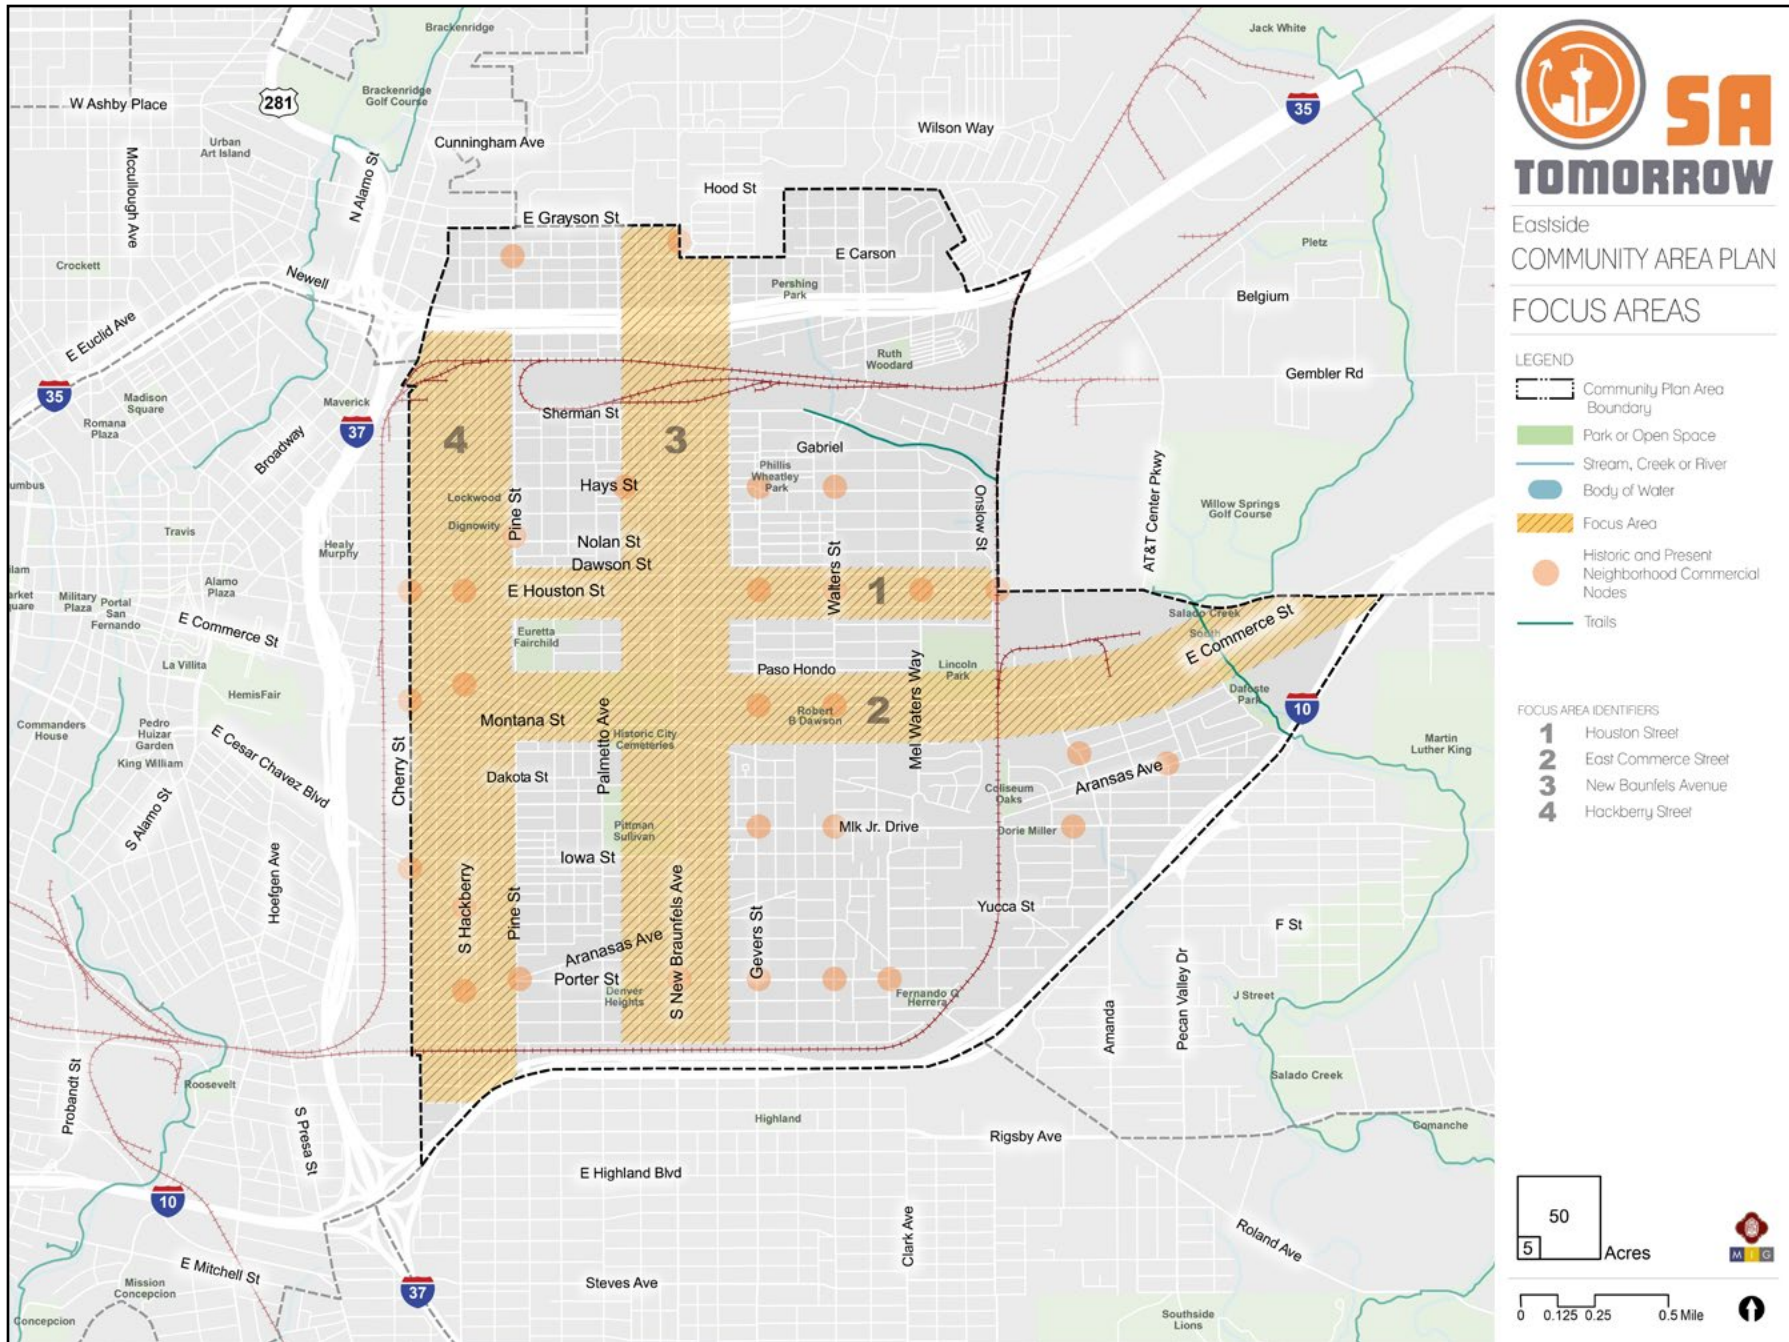 Brackenridge
Jack White
W Ashby Place
281
Brackenridge
Golf Course
35
Urban
Art Island
Cunningham Ave
Wilson Way
Mccullough Ave
N Alamo St
Hood St
E Grayson St
E Carson
Pletz
Crockett
Newell
Pershing
Park
Belgium
E Euclid Ave
Ruth
Woodard
Gembler Rd
35
Madison
Square
Maverick
Romana
Plaza
37
Sherman St
4
3
Broadway
Gabriel
umbus
Lockwood
Pine St
Hays St
Phillis
Wheatley
Park
Onslow St
AT&T Center Pkwy
Willow Springs
Golf Course
Travis
Dignowity
Healy
Murphy
Nolan St
Dawson St
Walters St
ilam
Alamo
Plaza
arket
quare
Military
Plaza
Portal
San
Fernando
E Houston St
1
Salado Creek
South
E Commerce St
E Commerce St
Euretta
Fairchild
La Villita
Paso Hondo
Mel Waters Way
Lincoln
Park
HemisFair
Dafoste
Park
10
Commanders
House
Pedro
Huizar
Garden
King William
E Cesar Chavez Blvd
Montana St
Palmetto Ave
Historic City
Cemeteries
Robert
B Dawson
2
Martin
Luther King
Cherry St
Dakota St
Aransas Ave
Coliseum
Oaks
S Alamo St
Pittman
Sullivan
Mlk Jr. Drive
Dorie Miller
Iowa St
Hoefgen Ave
S Hackberry
Pine St
S New Braunfels Ave
Gevers St
Yucca St
F St
Aranasas Ave
Porter St
Denver
Heights
Fernando G
Herrera
Pecan Valley Dr
J Street
Amanda
Probandt St
Roosevelt
Salado Creek
S Presa St
Highland
Rigsby Ave
Comanche
E Highland Blvd
10
Clark Ave
Roland Ave
E Mitchell St
Steves Ave
Mission
Concepcion
37
Concepcion
Southside
Lions
SA
TOMORROW
Eastside
COMMUNITY AREA PLAN
FOCUS AREAS
LEGEND
Community Plan Area
Boundary
Park or Open Space
Stream, Creek or River
Body of Water
Focus Area
Historic and Present
Neighborhood Commercial
Nodes
Trails
FOCUS AREA IDENTIFIERS
1 Houston Street
2 East Commerce Street
3 New Baunfels Avenue
4 Hackberry Street
50
5
Acres
MIG
0 0.125 0.25 0.5 Mile